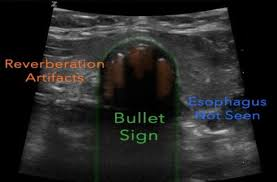 Z
Reverberation
Artifacts
Bullet
Sign
Esophagus
Not Seen